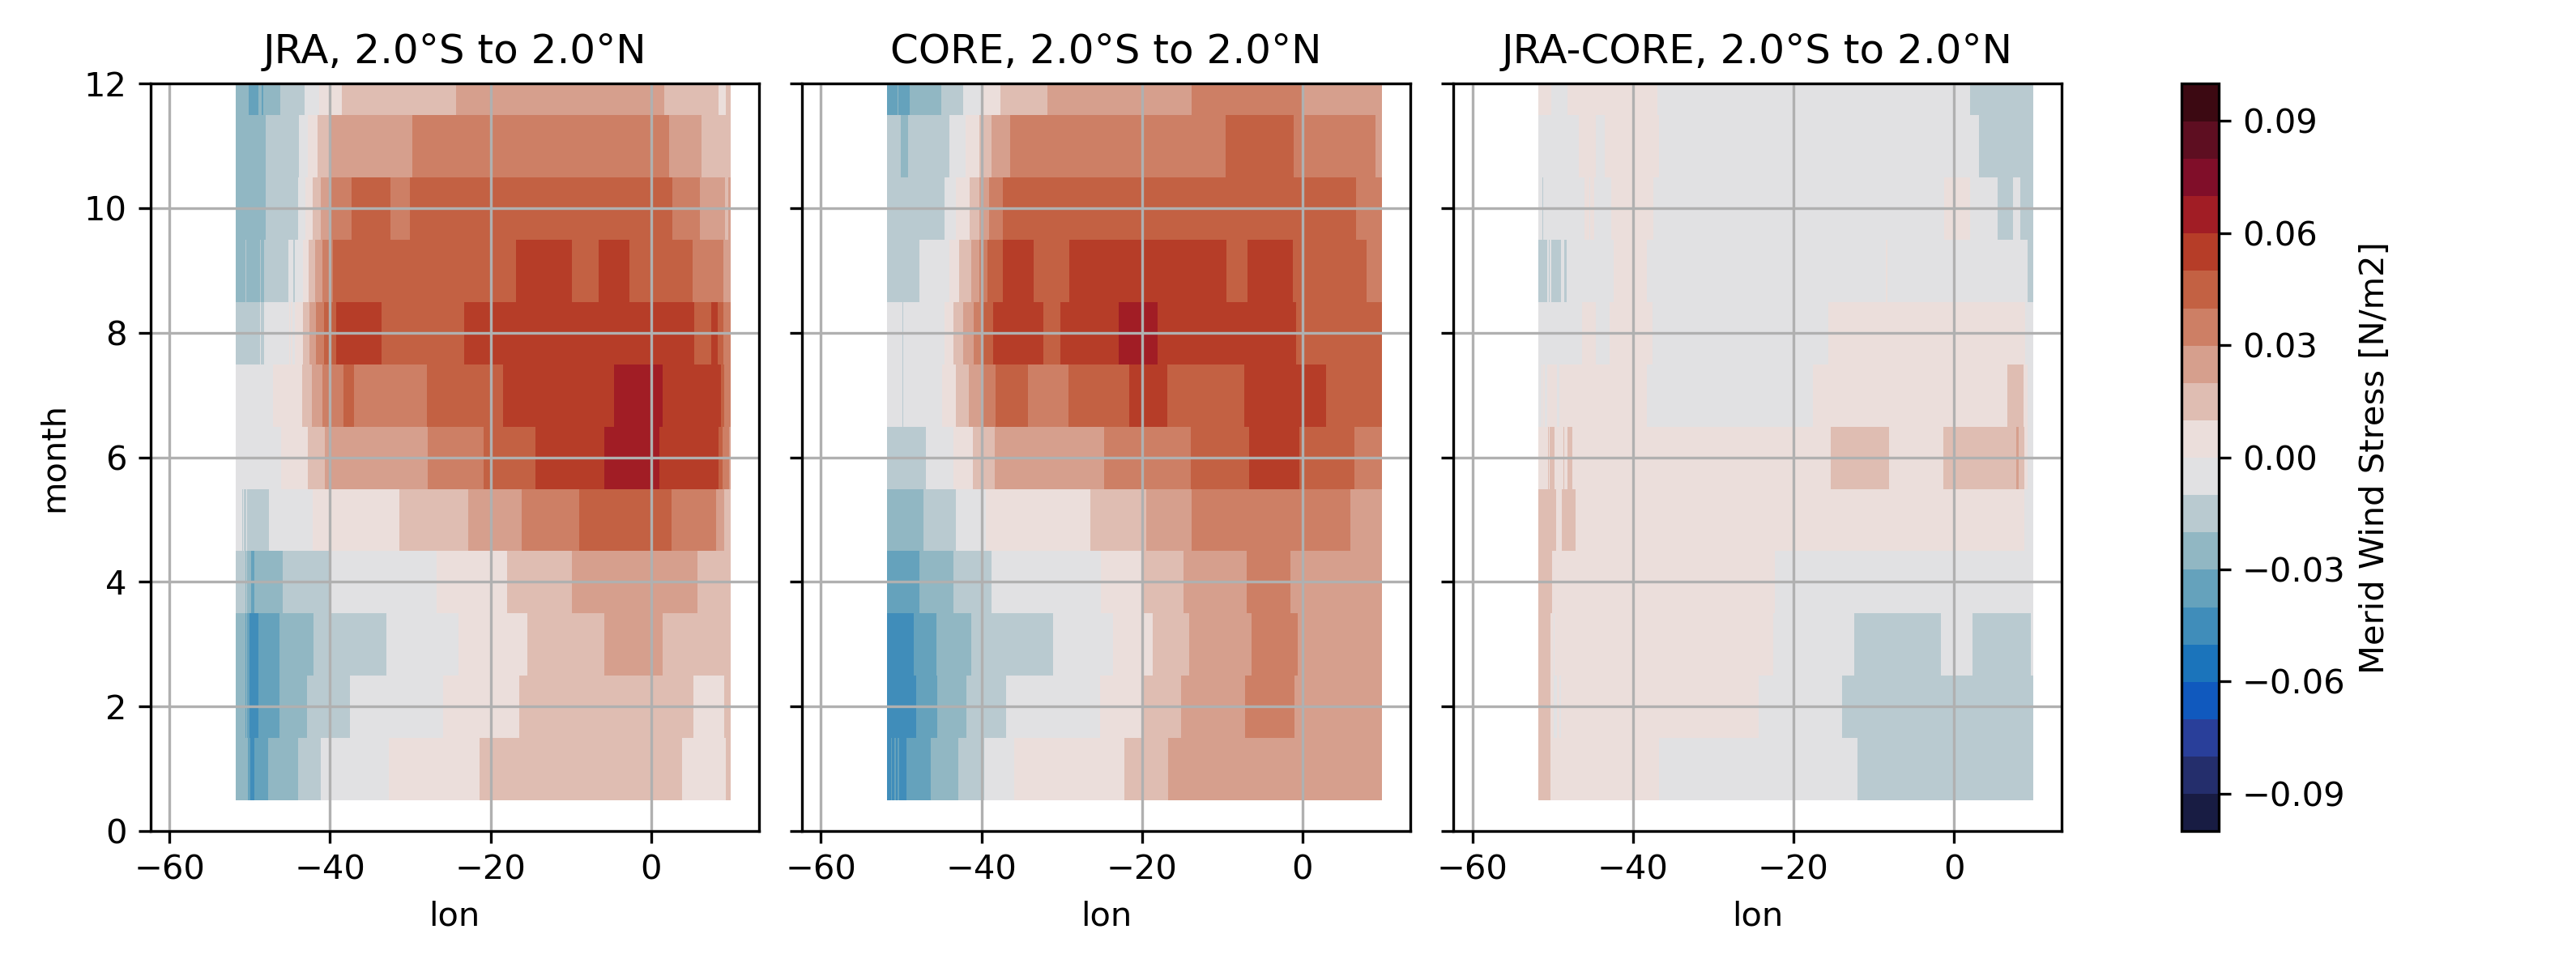 JRA, 2.0°S to 2.0°N
CORE, 2.0°S to 2.0°N
JRA-CORE, 2.0°S to 2.0°N
12
10
8
6
4
2
0
month
−60 −40 −20 0
lon
−60 −40 −20 0
lon
−60 −40 −20 0
lon
0.09
0.06
0.03
0.00
−0.03
−0.06
−0.09
Merid Wind Stress [N/m2]